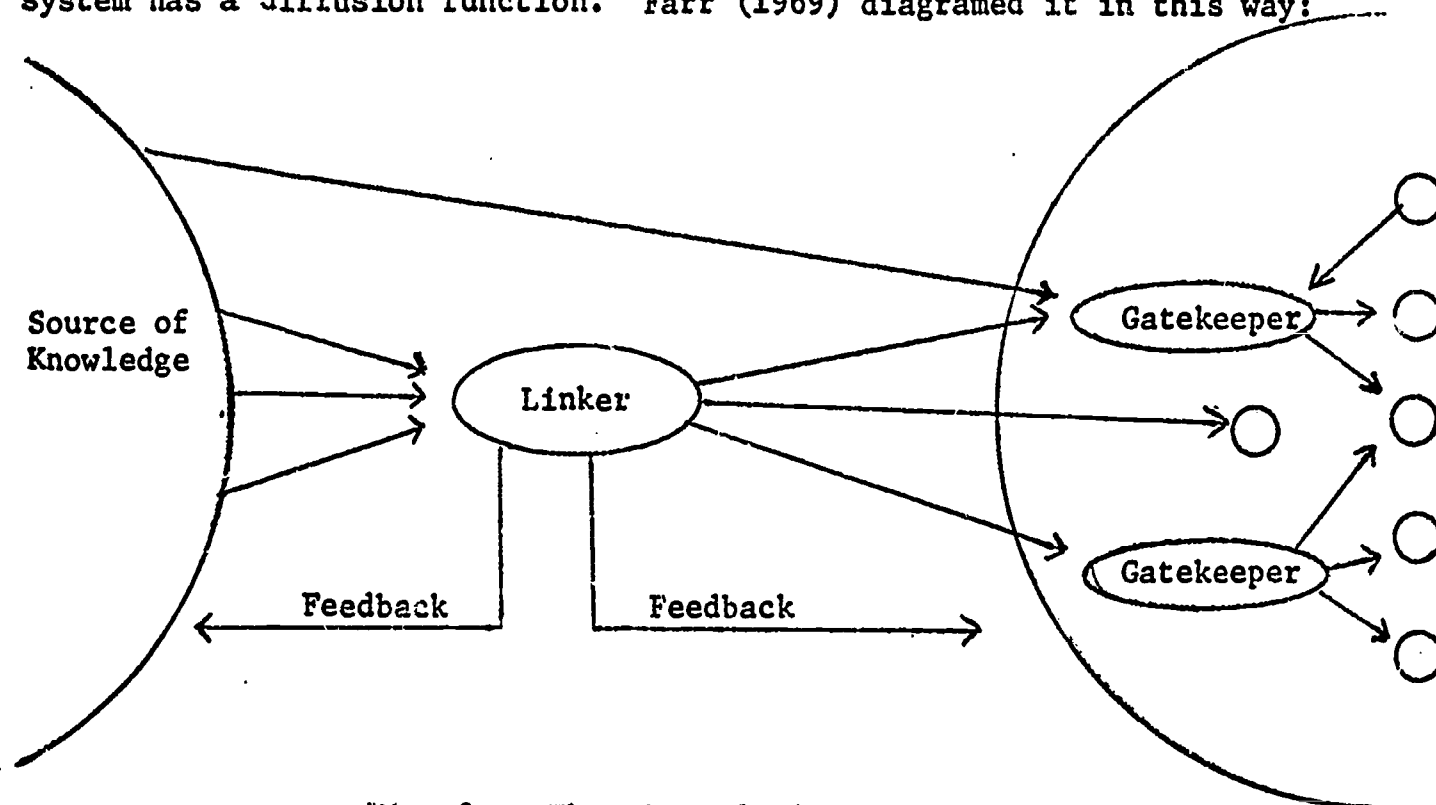 system has a diffusion function. Farr (1969) diagramed it in this way:
Source of
Knowledge
Linker
Gatekeeper
Gatekeeper
Feedback
Feedback